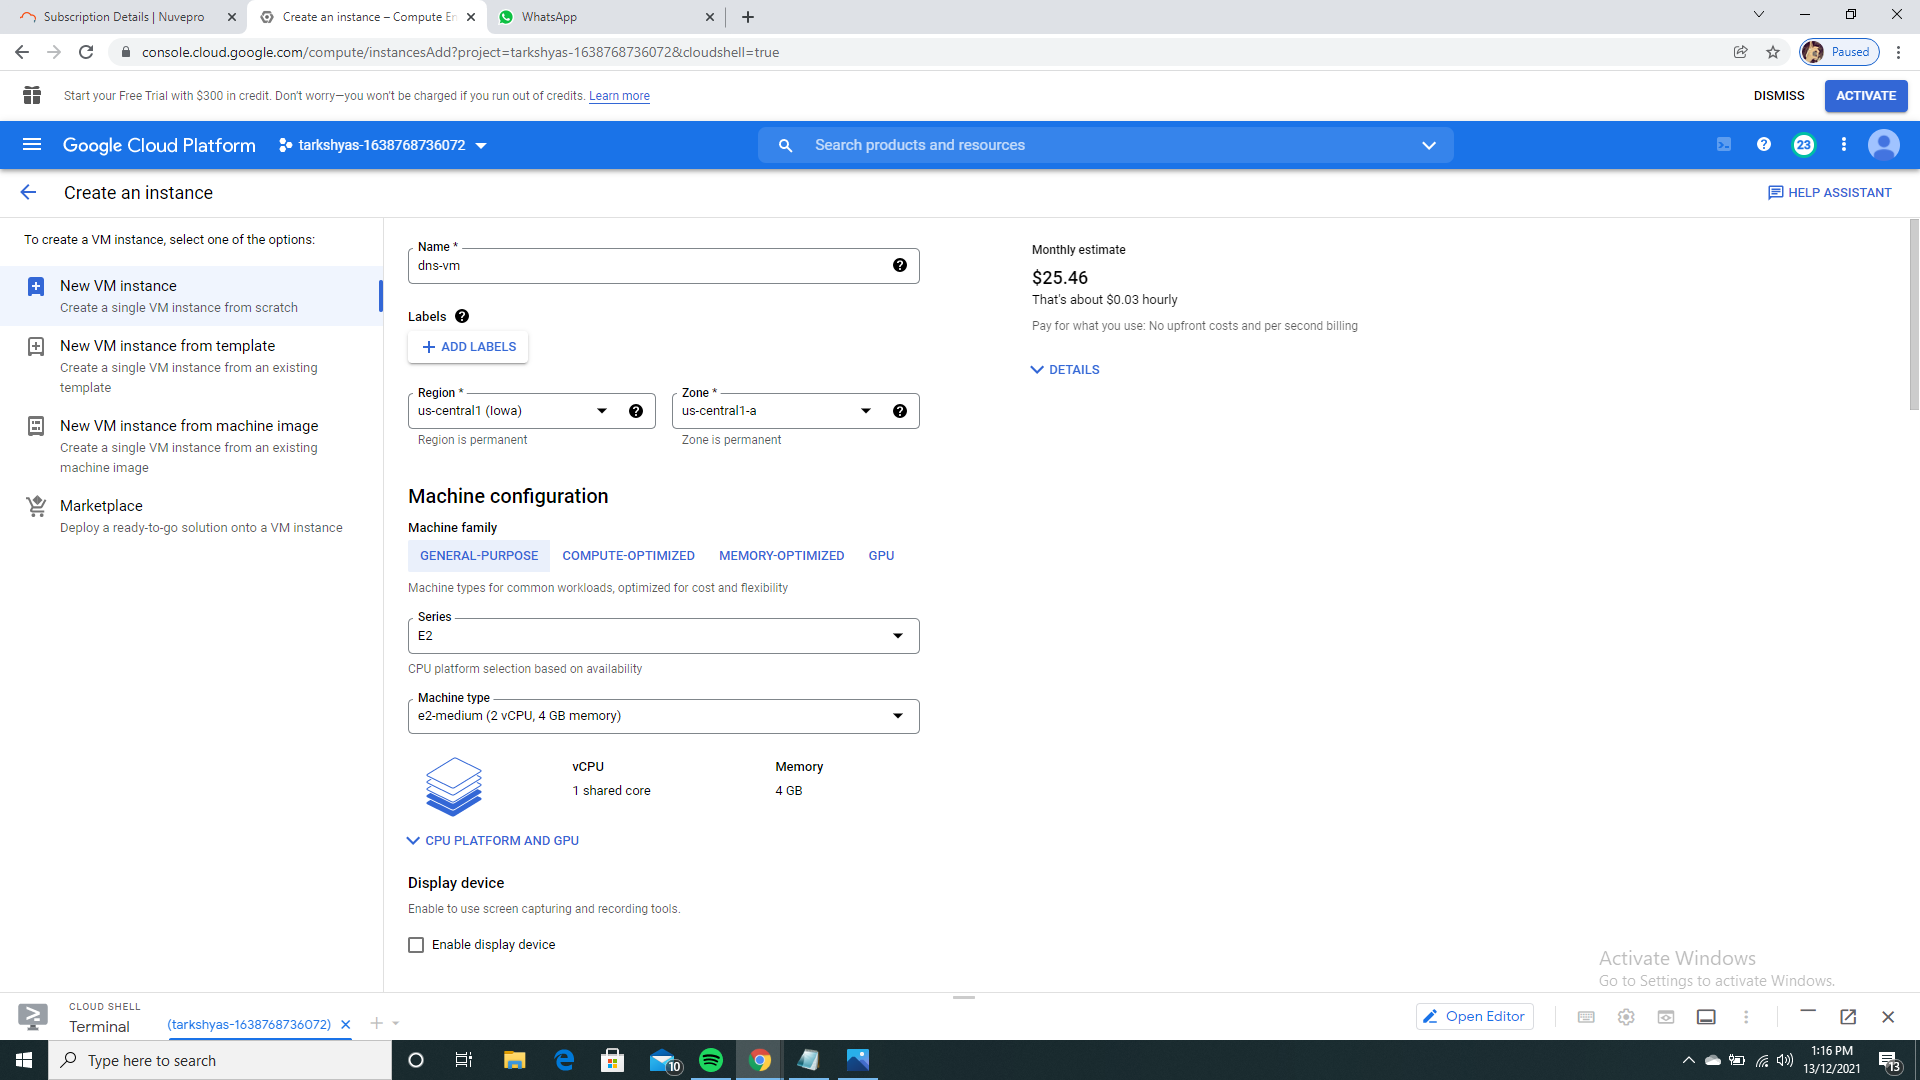 Subscription Details | Nuvepro
Create an instance – Compute En
WhatsApp
console.cloud.google.com/compute/instancesAdd?project=tarkshyas-1638768736072&cloudshell=true
Paused
Start your Free Trial with $300 in credit. Don't worry—you won't be charged if you run out of credits. Learn more
DISMISS
ACTIVATE
Google Cloud Platform
tarkshyas-1638768736072
Search products and resources
23
Create an instance
HELP ASSISTANT
To create a VM instance, select one of the options:
New VM instance
Create a single VM instance from scratch
New VM instance from template
Create a single VM instance from an existing
template
New VM instance from machine image
Create a single VM instance from an existing
machine image
Marketplace
Deploy a ready-to-go solution onto a VM instance
Name *
dns-vm
Labels
ADD LABELS
Region *
us-central1 (Iowa)
Region is permanent
Zone *
us-central1-a
Zone is permanent
Machine configuration
Machine family
GENERAL-PURPOSE
COMPUTE-OPTIMIZED
MEMORY-OPTIMIZED
GPU
Machine types for common workloads, optimized for cost and flexibility
Series
E2
CPU platform selection based on availability
Machine type
e2-medium (2 vCPU, 4 GB memory)
vCPU
1 shared core
Memory
4 GB
CPU PLATFORM AND GPU
Display device
Enable to use screen capturing and recording tools.
Enable display device
Monthly estimate
$25.46
That's about $0.03 hourly
Pay for what you use: No upfront costs and per second billing
DETAILS
Activate Windows
Go to Settings to activate Windows.
CLOUD SHELL
Terminal
(tarkshyas-1638768736072)
Open Editor
Type here to search
10
1:16 PM
13/12/2021
13